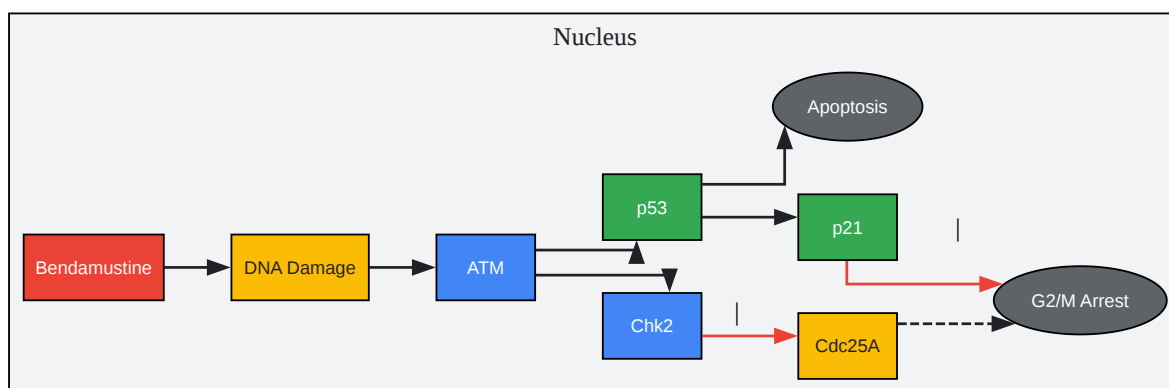 Nucleus
Apoptosis
p53
p21
Bendamustine
DNA Damage
ATM
G2/M Arrest
Chk2
Cdc25A
|
|